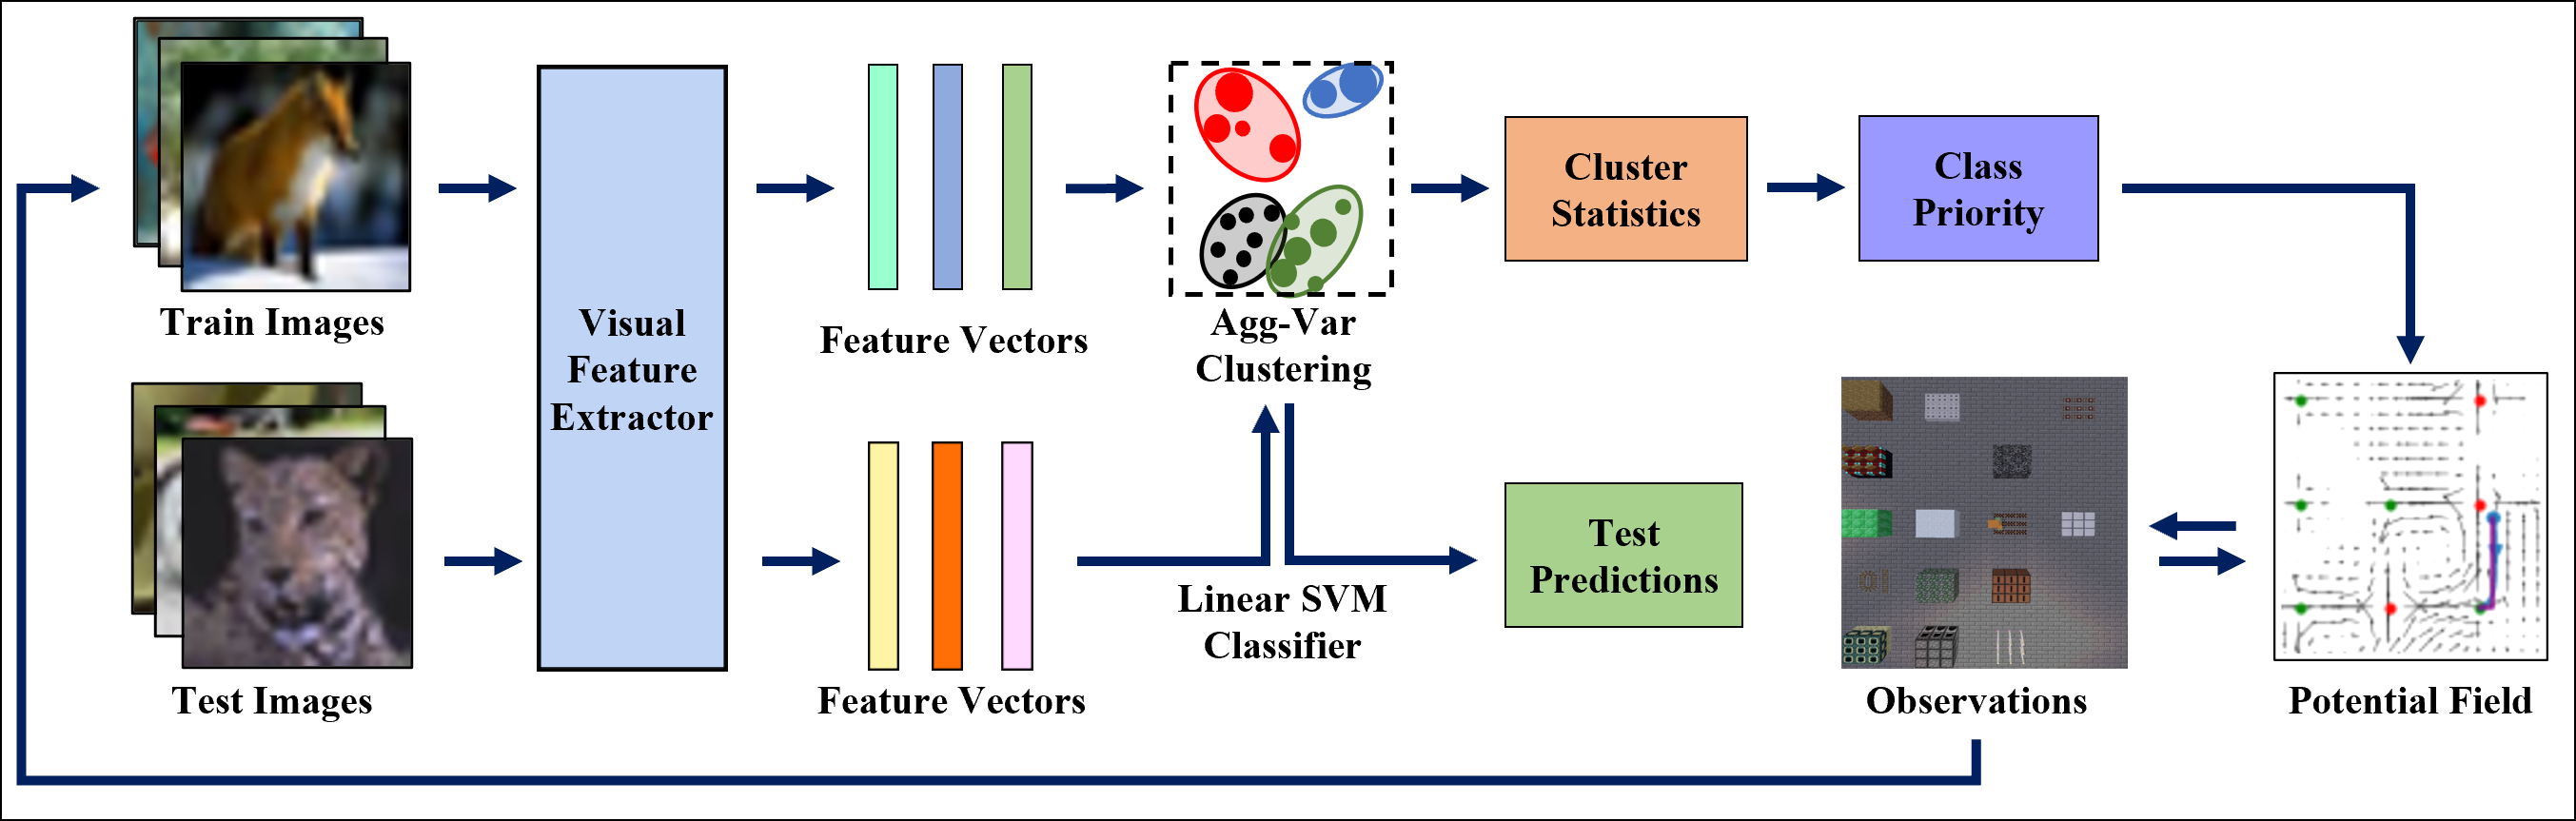 Train Images
Visual
Feature
Extractor
Feature Vectors
Agg-Var
Clustering
Cluster
Statistics
Class
Priority
Test Images
Feature Vectors
Linear SVM
Classifier
Test
Predictions
Observations
Potential Field